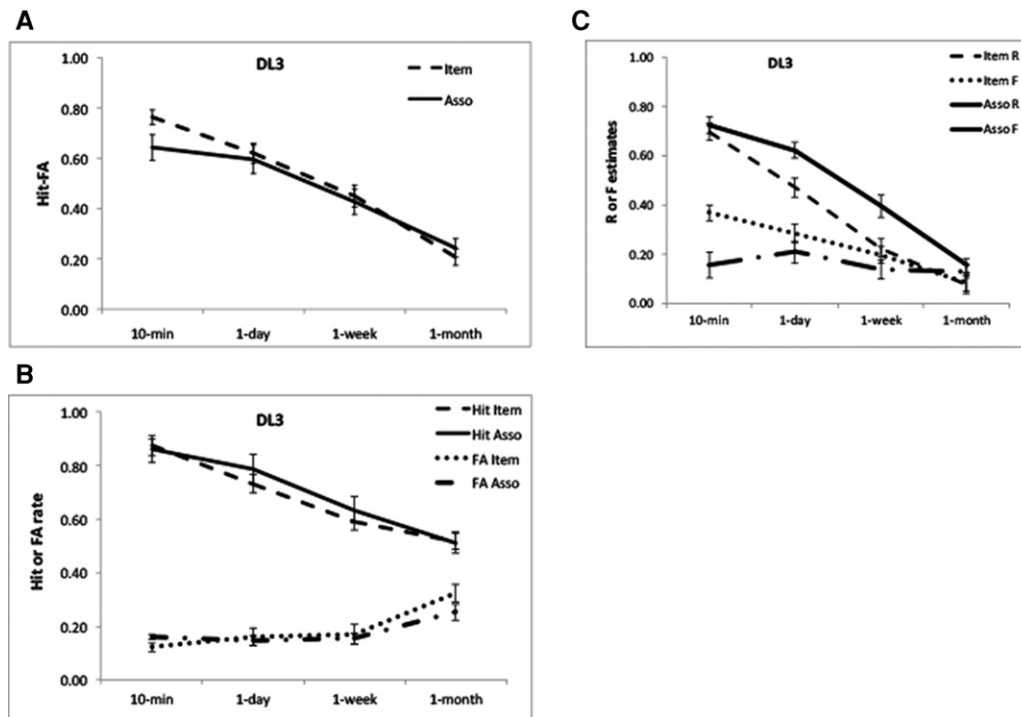 A
DL3
Item
Asso
Hit-FA
1.00
0.80
0.60
0.40
0.20
0.00
10-min 1-day 1-week 1-month
B
DL3
Hit Item
Hit Asso
FA Item
FA Asso
Hit or FA rate
1.00
0.80
0.60
0.40
0.20
0.00
10-min 1-day 1-week 1-month
C
DL3
Item R
Item F
Asso R
Asso F
R or F estimates
1.00
0.80
0.60
0.40
0.20
0.00
10-min 1-day 1-week 1-month